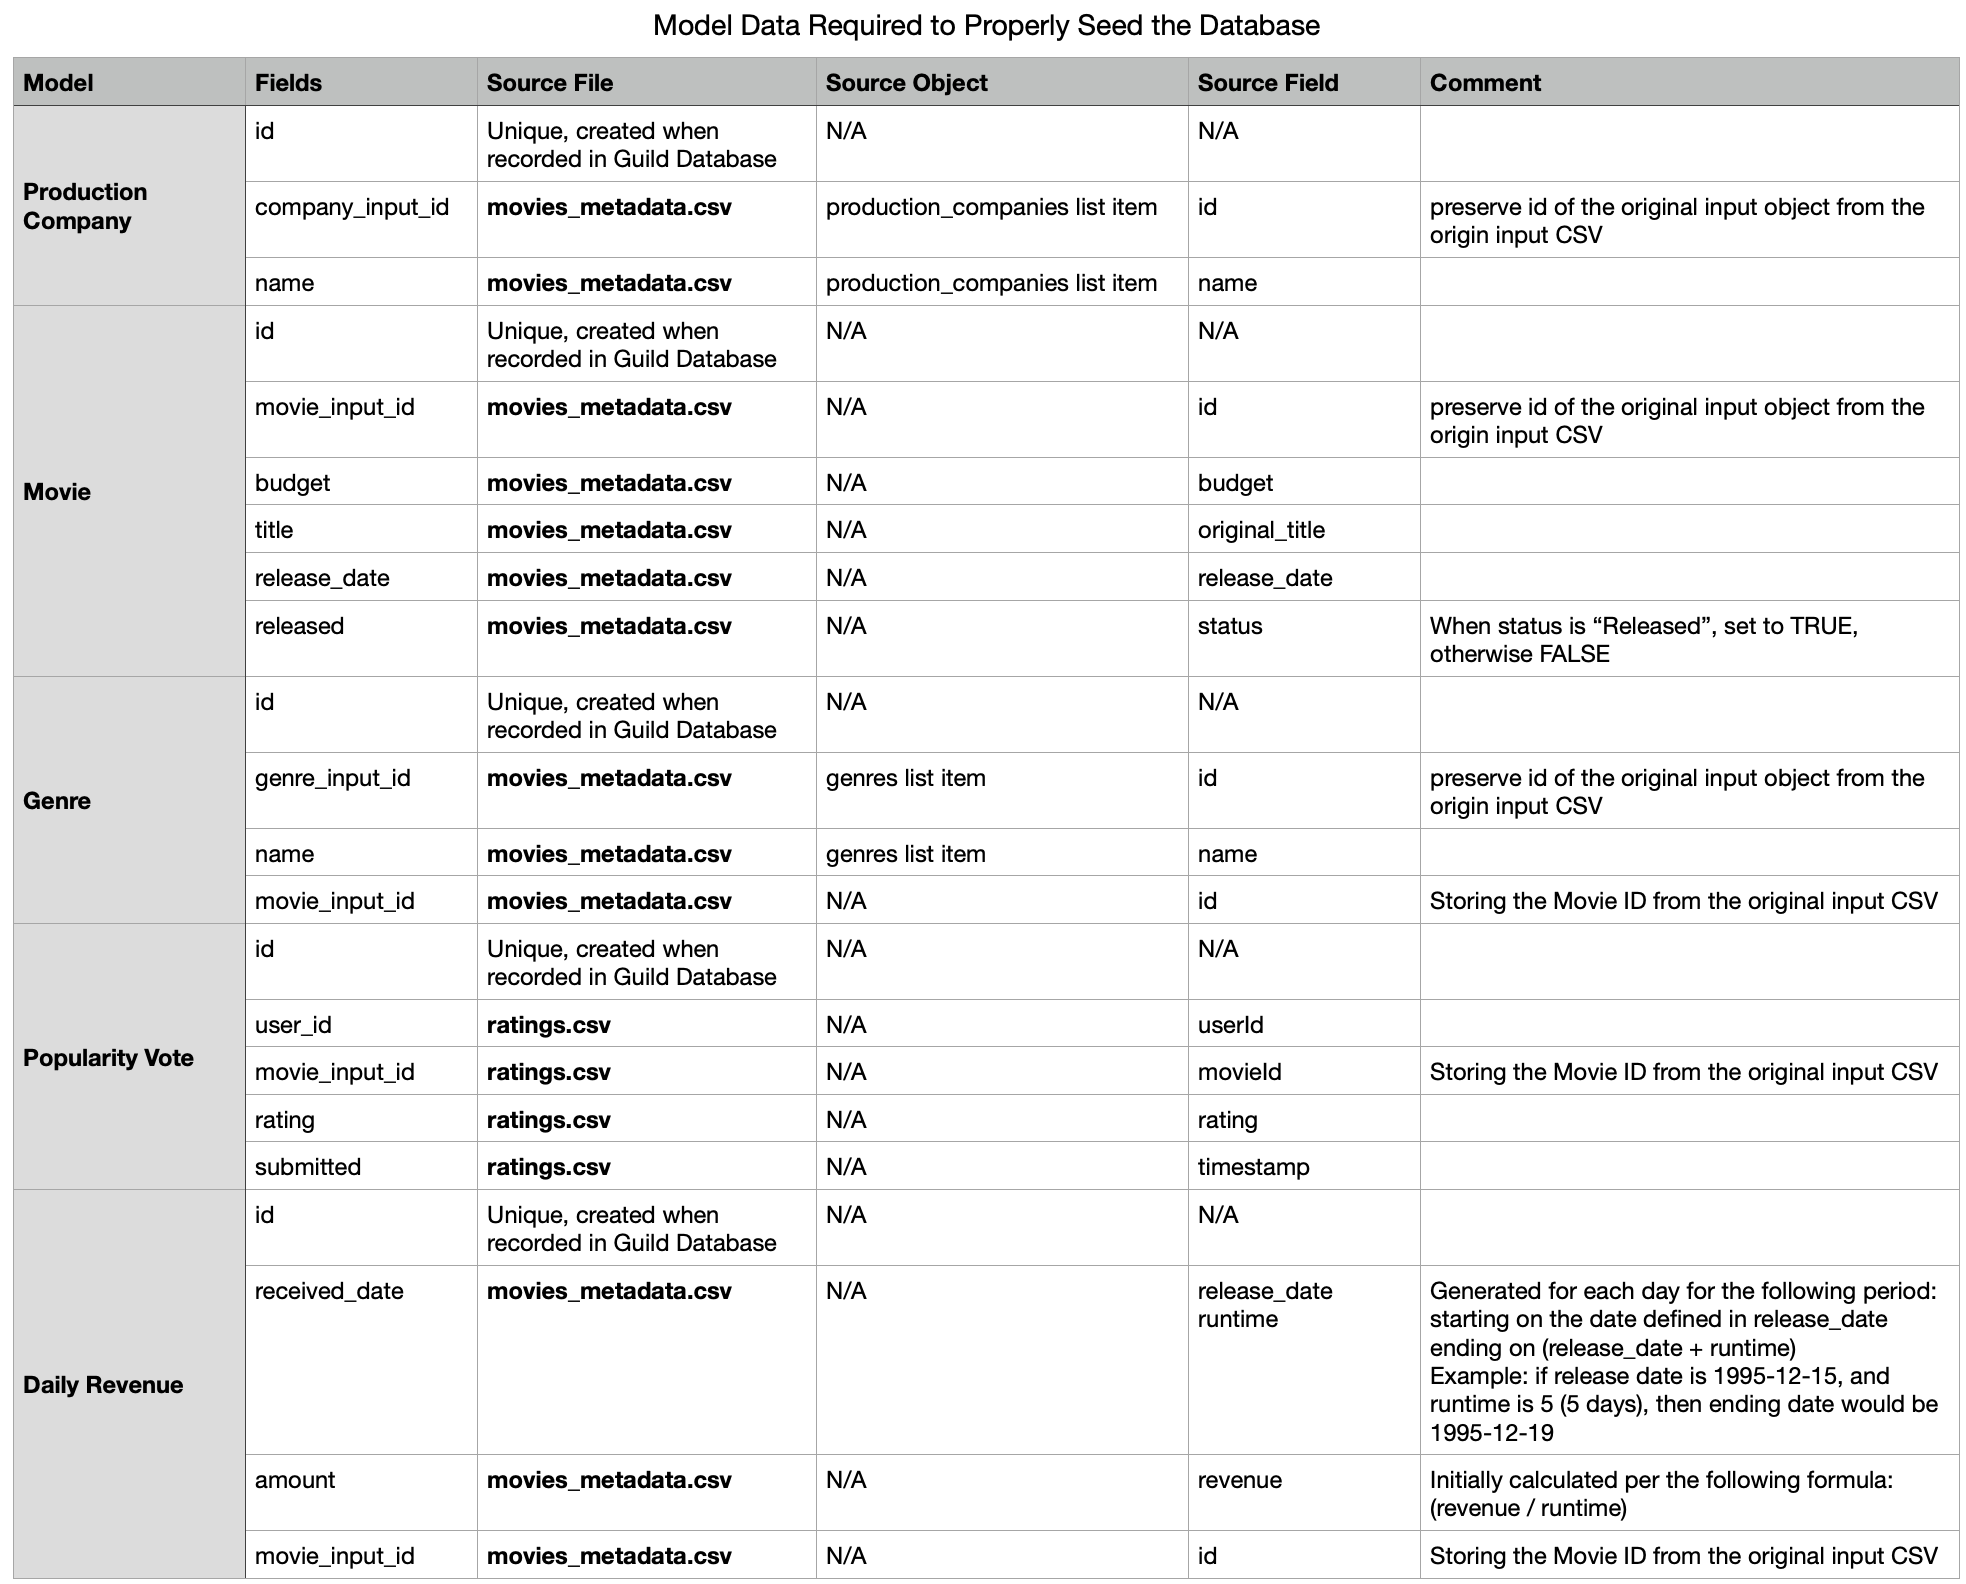 Model Data Required to Properly Seed the Database
Model Fields Source File Source Object Source Field Comment
Production
Company
id Unique, created when N/A N/A
recorded in Guild Database
company_input_id movies_metadata.csv production_companies list item id preserve id of the original input object from the
origin input CSV
name movies_metadata.csv production_companies list item name
Movie
id Unique, created when N/A N/A
recorded in Guild Database
movie_input_id movies_metadata.csv N/A id preserve id of the original input object from the
origin input CSV
budget movies_metadata.csv N/A budget
title movies_metadata.csv N/A original_title
release_date movies_metadata.csv N/A release_date
released movies_metadata.csv N/A status When status is “Released”, set to TRUE,
otherwise FALSE
Genre
id Unique, created when N/A N/A
recorded in Guild Database
genre_input_id movies_metadata.csv genres list item id preserve id of the original input object from the
origin input CSV
name movies_metadata.csv genres list item name
movie_input_id movies_metadata.csv N/A id Storing the Movie ID from the original input CSV
Popularity Vote
id Unique, created when N/A N/A
recorded in Guild Database
user_id ratings.csv N/A userId
movie_input_id ratings.csv N/A movieId Storing the Movie ID from the original input CSV
rating ratings.csv N/A rating
submitted ratings.csv N/A timestamp
Daily Revenue
id Unique, created when N/A N/A
recorded in Guild Database
received_date movies_metadata.csv N/A release_date Generated for each day for the following period:
runtime starting on the date defined in release_date
ending on (release_date + runtime)
Example: if release date is 1995-12-15, and
runtime is 5 (5 days), then ending date would be
1995-12-19
amount movies_metadata.csv N/A revenue Initially calculated per the following formula:
(revenue / runtime)
movie_input_id movies_metadata.csv N/A id Storing the Movie ID from the original input CSV